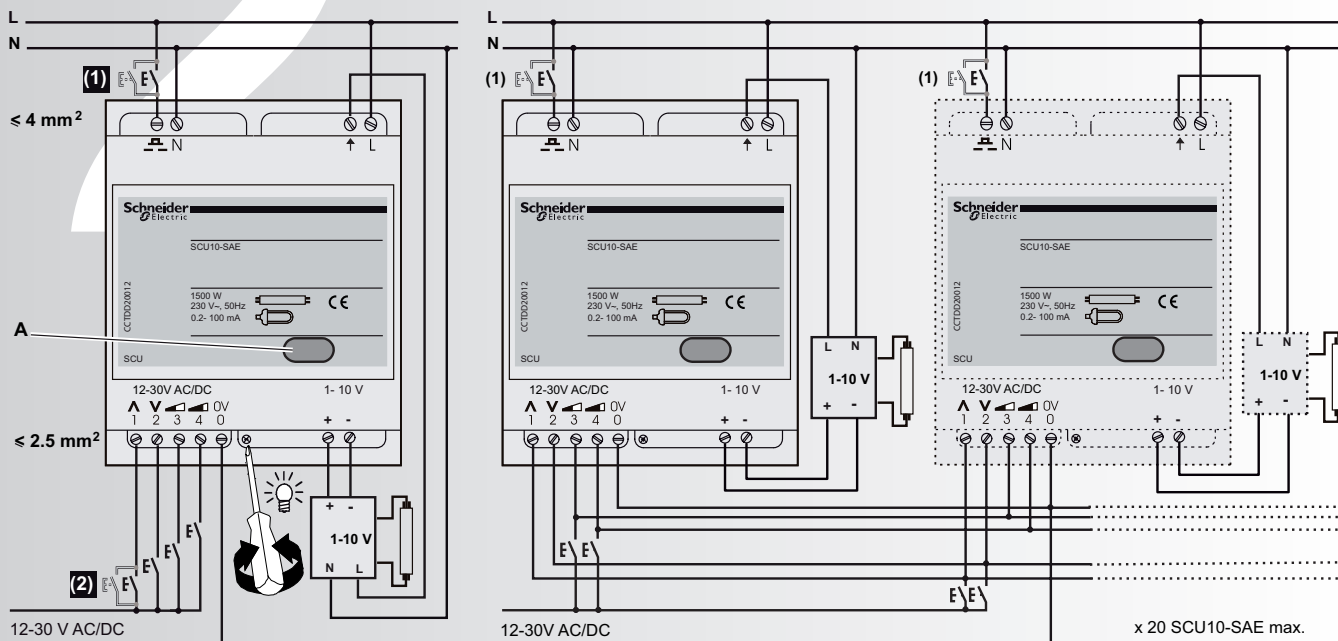 L
N
(1)
≤ 4 mm²
N
↑ L
Schneider
Electric
SCU10-SAE
CCTDD20012
1500 W
230 V~, 50Hz
0.2- 100 mA
CE
A
SCU
12-30V AC/DC
1- 10 V
∧ ∨ 0V
1 2 3 4 0
+ -
≤ 2.5 mm²
+ -
1-10 V
N L
(2)
12-30 V AC/DC
L
N
(1)
N
↑ L
Schneider
Electric
SCU10-SAE
CCTDD20012
1500 W
230 V~, 50Hz
0.2- 100 mA
CE
SCU
12-30V AC/DC
1- 10 V
∧ ∨ 0V
1 2 3 4 0
+ -
L N
1-10 V
+ -
12-30V AC/DC
(1)
N
↑ L
Schneider
Electric
SCU10-SAE
CCTDD20012
1500 W
230 V~, 50Hz
0.2- 100 mA
CE
SCU
12-30V AC/DC
1- 10 V
∧ ∨ 0V
1 2 3 4 0
+ -
L N
1-10 V
+ -
x 20 SCU10-SAE max.